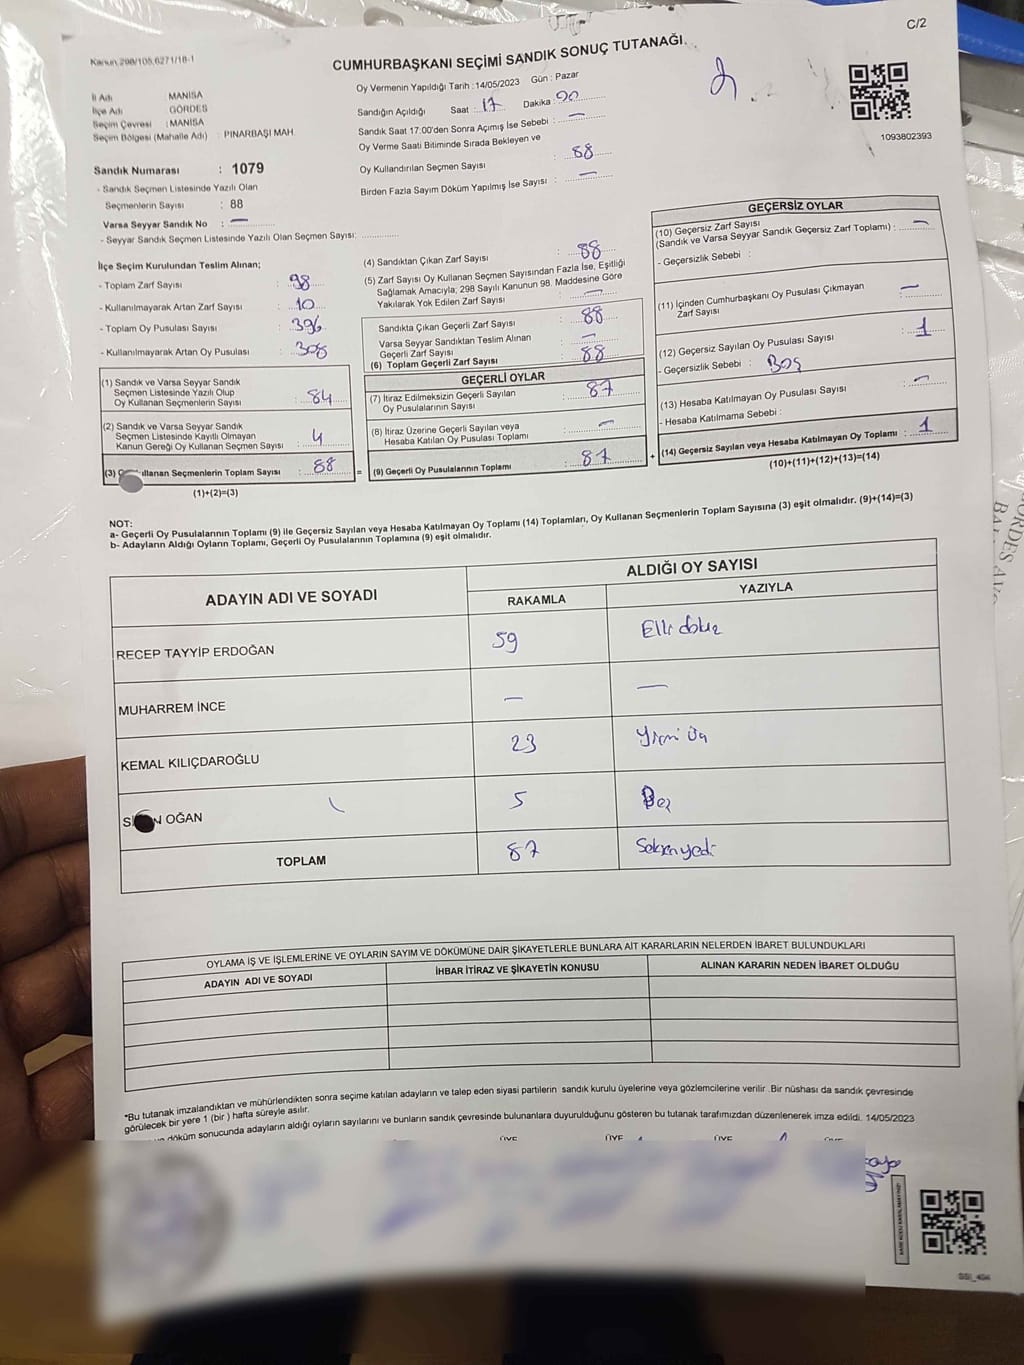 C/2
Kanun 298/105,6271/18-1
CUMHURBAŞKANI SEÇİMİ SANDIK SONUÇ TUTANAĞI
İl Adı MANİSA
İlçe Adı GÖRDES
Seçim Çevresi : MANİSA
Seçim Bölgesi (Mahalle Adı) : PINARBAŞI MAH.
Sandık Numarası : 1079
- Sandık Seçmen Listesinde Yazılı Olan
Seçmenlerin Sayısı : 88
Varsa Seyyar Sandık No : —
- Seyyar Sandık Seçmen Listesinde Yazılı Olan Seçmen Sayısı:
Oy Vermenin Yapıldığı Tarih : 14/05/2023 Gün : Pazar
Sandığın Açıldığı Saat : 17 Dakika : 90
Sandık Saat 17:00'den Sonra Açımış İse Sebebi : —
Oy Verme Saati Bitiminde Sırada Bekleyen ve
Oy Kullandırılan Seçmen Sayısı : 88
Birden Fazla Sayım Döküm Yapılmış İse Sayısı : —
1093802393
İlçe Seçim Kurulundan Teslim Alınan;
- Toplam Zarf Sayısı : 98
- Kullanılmayarak Artan Zarf Sayısı : 10
- Toplam Oy Pusulası Sayısı : 396
- Kullanılmayarak Artan Oy Pusulası : 308
(1) Sandık ve Varsa Seyyar Sandık
Seçmen Listesinde Yazılı Olup
Oy Kullanan Seçmenlerin Sayısı : 84
(2) Sandık ve Varsa Seyyar Sandık
Seçmen Listesinde Kayıtlı Olmayan
Kanun Gereği Oy Kullanan Seçmen Sayısı : 4
(3) ullanan Seçmenlerin Toplam Sayısı : 88
(1)+(2)=(3)
(4) Sandıktan Çıkan Zarf Sayısı : 88
(5) Zarf Sayısı Oy Kullanan Seçmen Sayısından Fazla İse, Eşitliği
Sağlamak Amacıyla; 298 Sayılı Kanunun 98. Maddesine Göre
Yakılarak Yok Edilen Zarf Sayısı : —
Sandıkta Çıkan Geçerli Zarf Sayısı : 88
Varsa Seyyar Sandıktan Teslim Alınan
Geçerli Zarf Sayısı : —
(6) Toplam Geçerli Zarf Sayısı : 88
GEÇERLİ OYLAR
(7) İtiraz Edilmeksizin Geçerli Sayılan
Oy Pusulalarının Sayısı : 87
(8) İtiraz Üzerine Geçerli Sayılan veya
Hesaba Katılan Oy Pusulası Toplamı : —
= (9) Geçerli Oy Pusulalarının Toplamı : 87
GEÇERSİZ OYLAR
(10) Geçersiz Zarf Sayısı
(Sandık ve Varsa Seyyar Sandık Geçersiz Zarf Toplamı) : —
- Geçersizlik Sebebi :
(11) İçinden Cumhurbaşkanı Oy Pusulası Çıkmayan
Zarf Sayısı : —
(12) Geçersiz Sayılan Oy Pusulası Sayısı : 1
- Geçersizlik Sebebi : Boş
(13) Hesaba Katılmayan Oy Pusulası Sayısı : —
- Hesaba Katılmama Sebebi :
+ (14) Geçersiz Sayılan veya Hesaba Katılmayan Oy Toplamı : 1
(10)+(11)+(12)+(13)=(14)
NOT:
a- Geçerli Oy Pusulalarının Toplamı (9) ile Geçersiz Sayılan veya Hesaba Katılmayan Oy Toplamı (14) Toplamları, Oy Kullanan Seçmenlerin Toplam Sayısına (3) eşit olmalıdır. (9)+(14)=(3)
b- Adayların Aldığı Oyların Toplamı, Geçerli Oy Pusulalarının Toplamına (9) eşit olmalıdır.
ADAYIN ADI VE SOYADI
ALDIĞI OY SAYISI
RAKAMLA YAZIYLA
RECEP TAYYİP ERDOĞAN 59 Elli dokuz
MUHARREM İNCE — —
KEMAL KILIÇDAROĞLU 23 Yirmi üç
S N OĞAN 5 Beş
TOPLAM 87 Seksenyedi
OYLAMA İŞ VE İŞLEMLERİNE VE OYLARIN SAYIM VE DÖKÜMÜNE DAİR ŞİKAYETLERLE BUNLARA AİT KARARLARIN NELERDEN İBARET BULUNDUKLARI
ADAYIN ADI VE SOYADI İHBAR İTİRAZ VE ŞİKAYETİN KONUSU ALINAN KARARIN NEDEN İBARET OLDUĞU
*Bu tutanak imzalandıktan ve mühürlendikten sonra seçime katılan adayların ve talep eden siyasi partilerin sandık kurulu üyelerine veya gözlemcilerine verilir .Bir nüshası da sandık çevresinde
görülecek bir yere 1 (bir ) hafta süreyle asılır.
döküm sonucunda adayların aldığı oyların sayılarını ve bunların sandık çevresinde bulunanlara duyurulduğunu gösteren bu tutanak tarafımızdan düzenlenerek imza edildi. 14/05/2023
ÜYE ÜYE ÜYE ÜYE